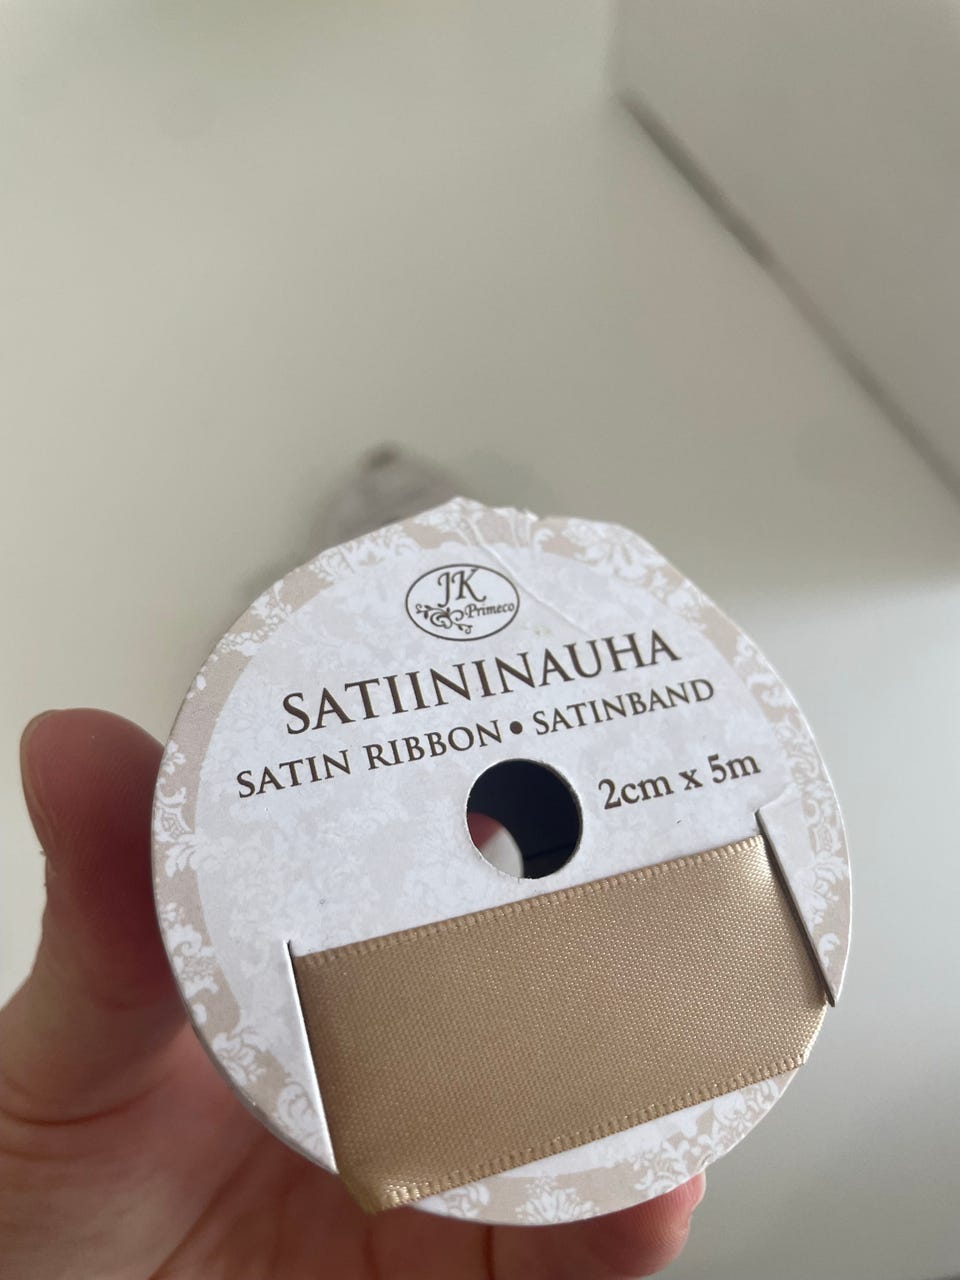 JK
Primeco
SATIININAUHA
SATIN RIBBON • SATINBAND
2cm x 5m